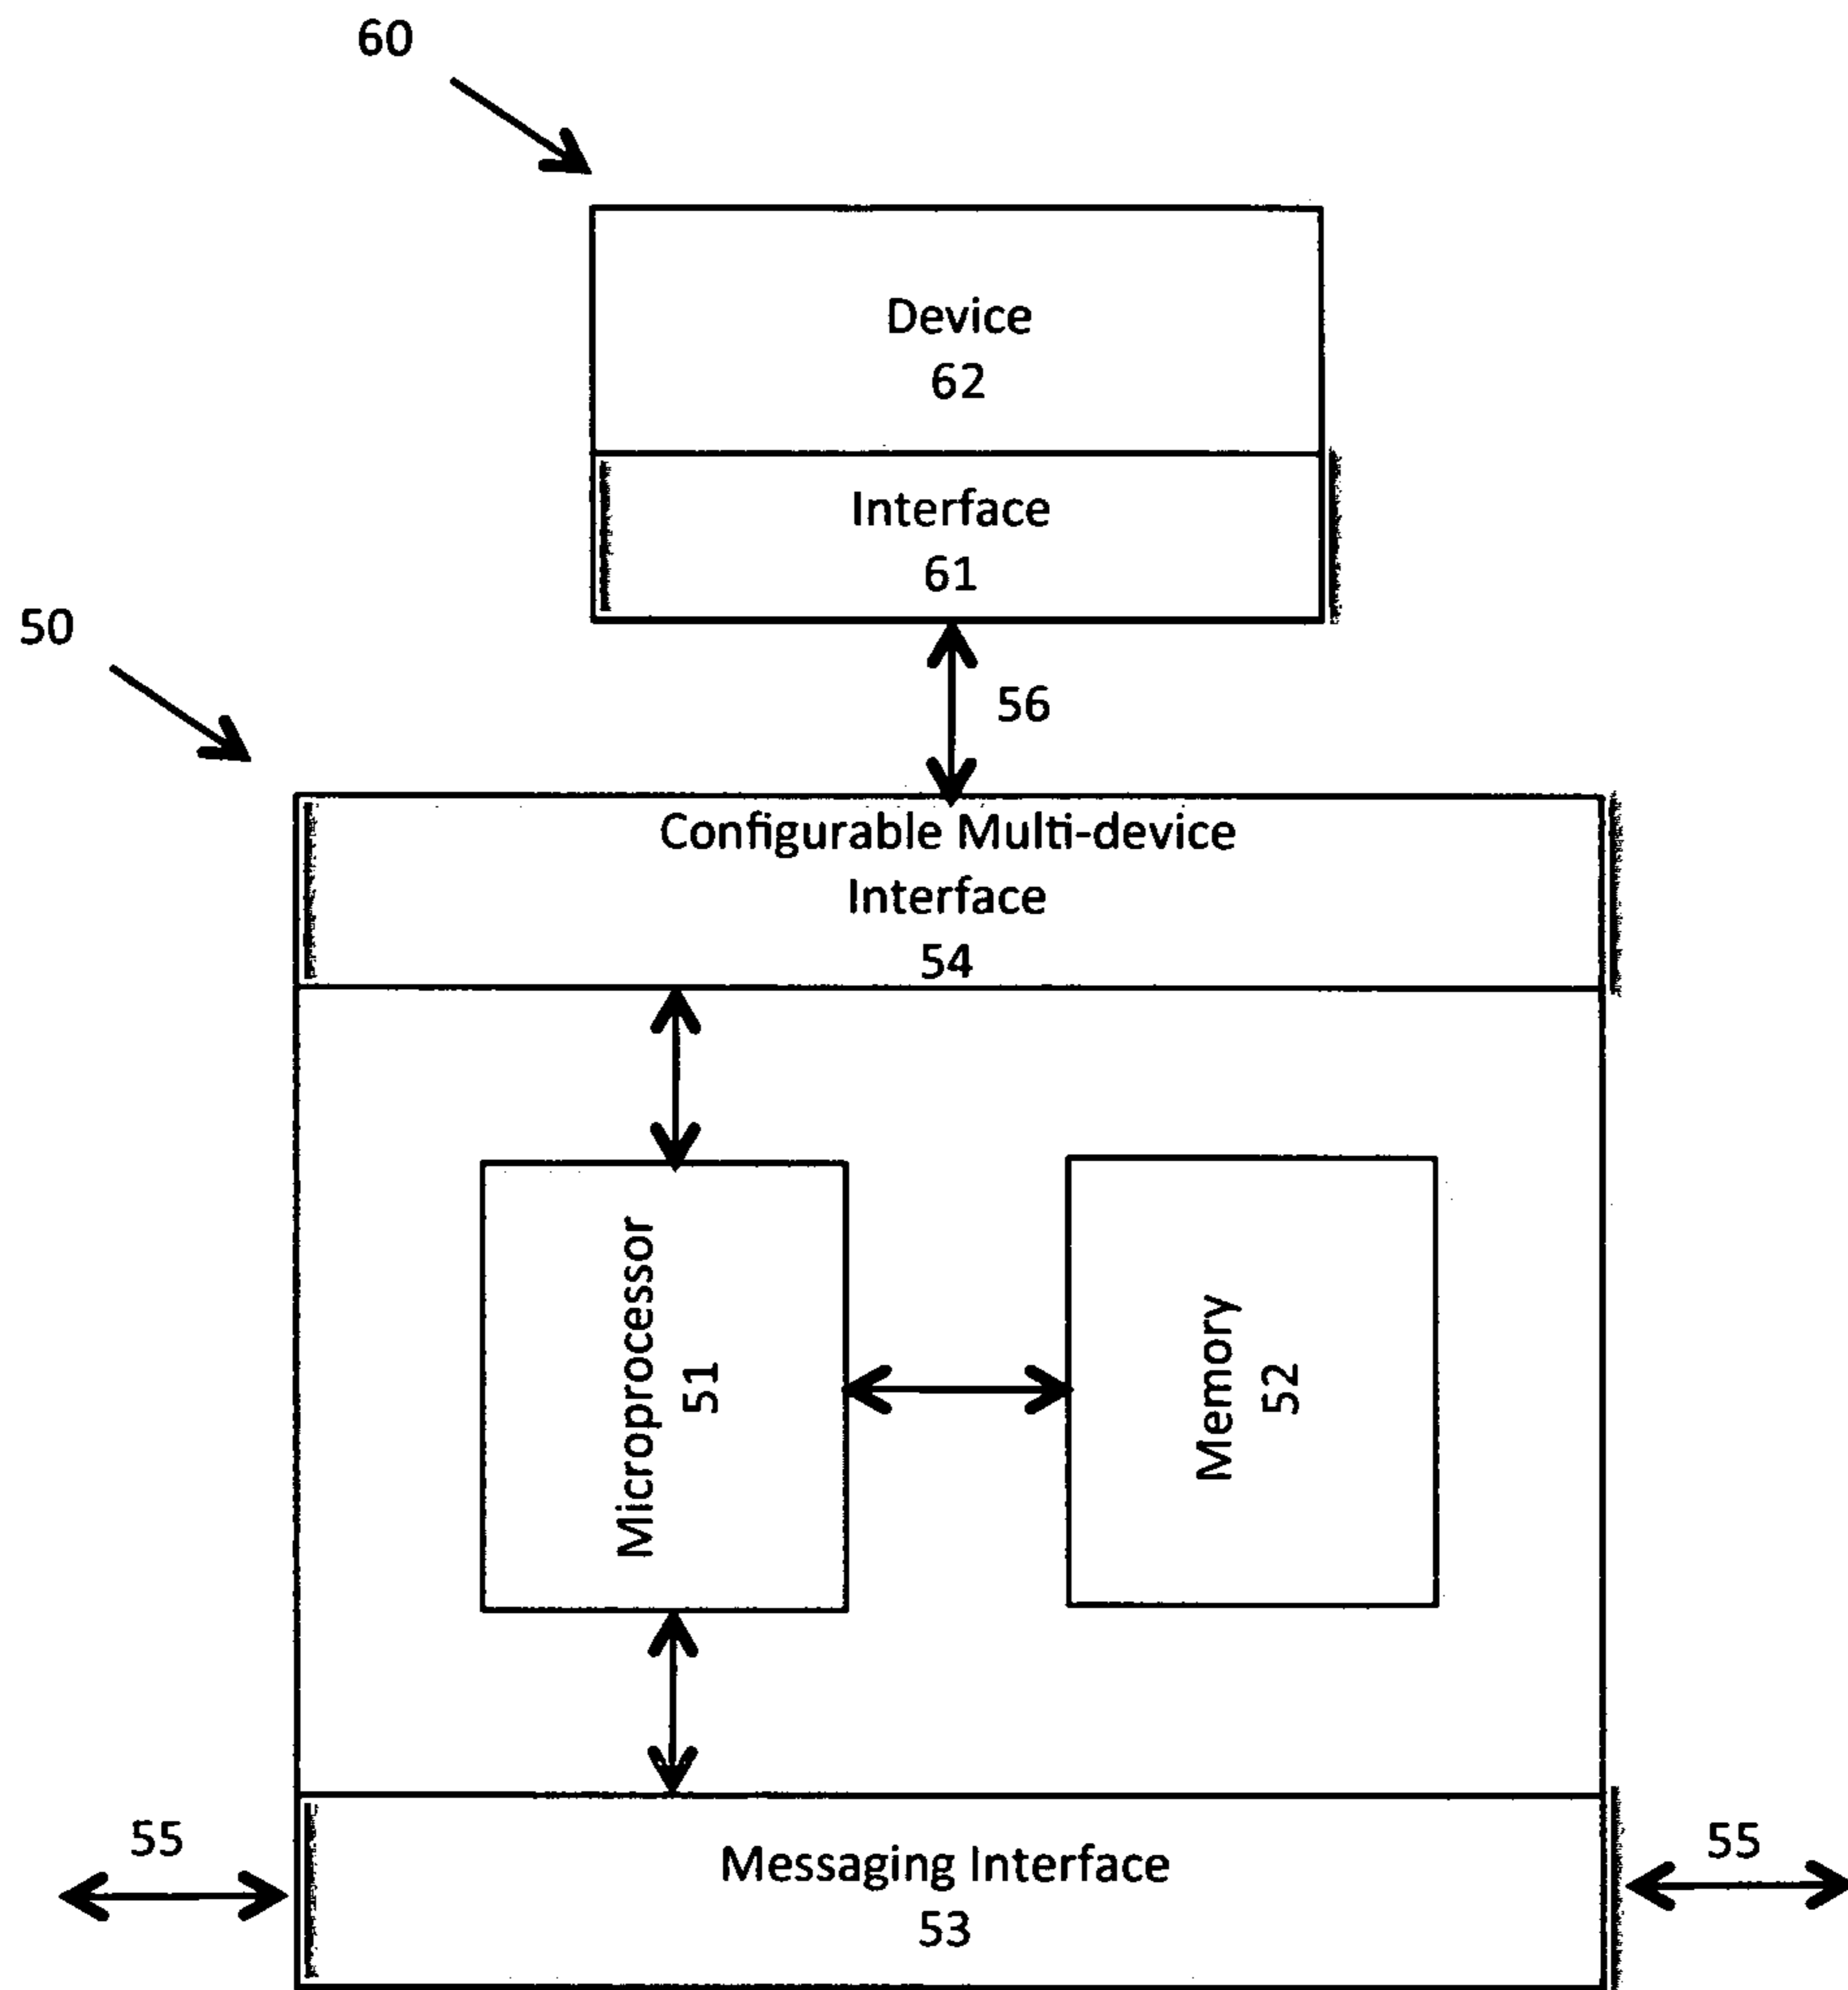 60
Device
62
Interface
61
50
56
Configurable Multi-device
Interface
54
Microprocessor
51
Memory
52
55
Messaging Interface
53
55